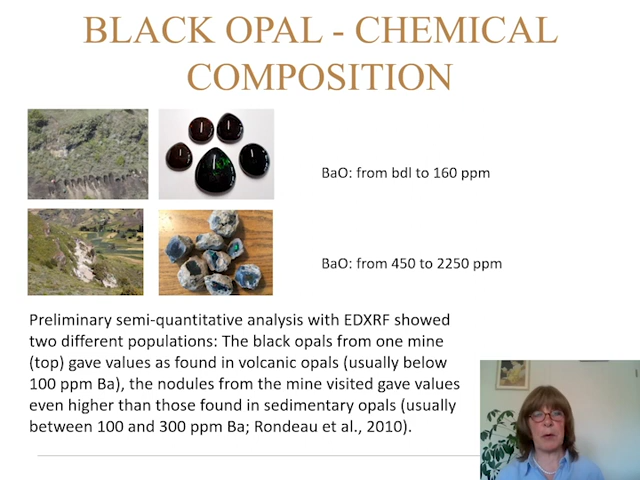 BLACK OPAL - CHEMICAL
COMPOSITION
BaO: from bdl to 160 ppm
BaO: from 450 to 2250 ppm
Preliminary semi-quantitative analysis with EDXRF showed
two different populations: The black opals from one mine
(top) gave values as found in volcanic opals (usually below
100 ppm Ba), the nodules from the mine visited gave values
even higher than those found in sedimentary opals (usually
between 100 and 300 ppm Ba; Rondeau et al., 2010).